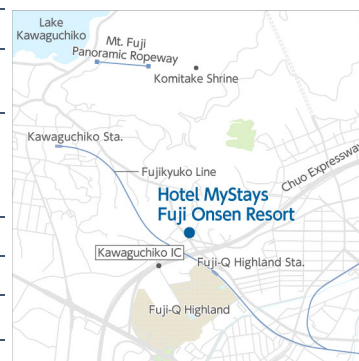 Lake
Kawaguchiko
Mt. Fuji
Panoramic Ropeway
Komitake Shrine
Kawaguchiko Sta.
Chuo Expressway
Fujikyuko Line
Hotel MyStays
Fuji Onsen Resort
Kawaguchiko IC
Fuji-Q Highland Sta.
Fuji-Q Highland